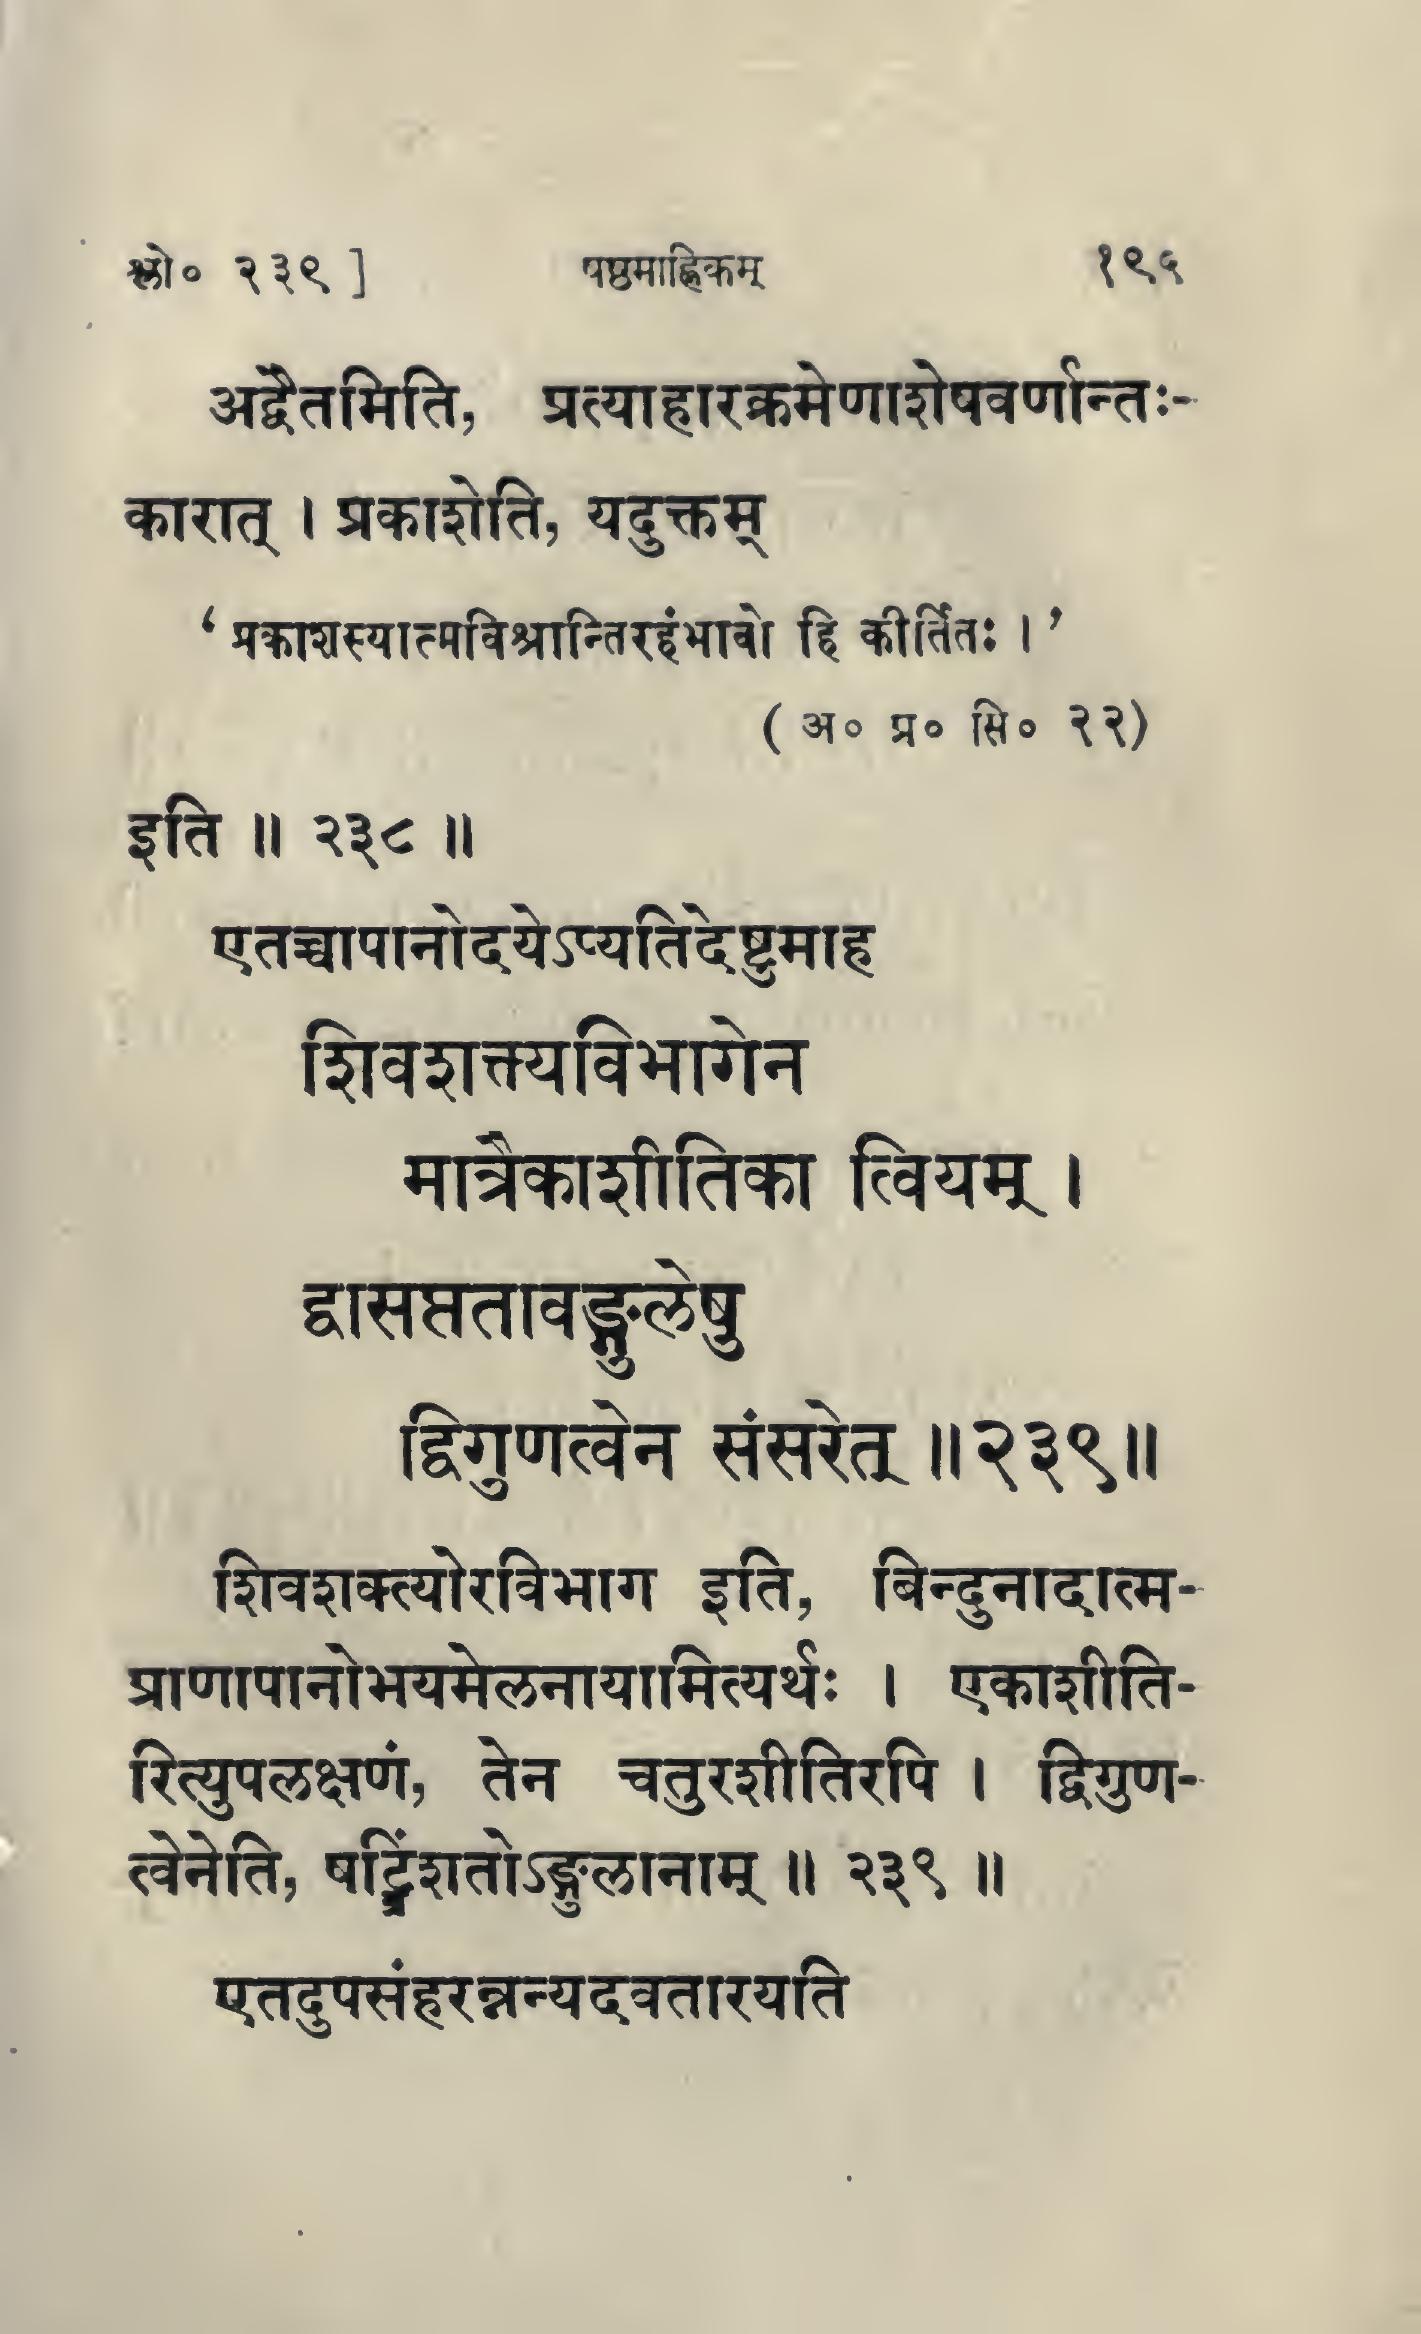 श्लो० २३९ ] षष्ठमाह्निकम् १९५
अद्वैतमिति, प्रत्याहारक्रमेणाशेषवर्णान्तः-
कारात् । प्रकाशेति, यदुक्तम्
‘ प्रकाशस्यात्मविश्रान्तिरहंभावो हि कीर्तितः । ’
( अ० प्र० सि० २२)
इति ॥ २३८ ॥
एतच्चापानोदयेऽप्यतिदेष्टुमाह
शिवशक्त्यविभागेन
मात्रैकाशीतिका त्वियम् ।
द्वासप्ततावङ्गुलेषु
द्विगुणत्वेन संसरेत् ॥२३९॥
शिवशक्त्योरविभाग इति, बिन्दुनादात्म-
प्राणापानोभयमेलनायामित्यर्थः । एकाशीति-
रित्युपलक्षणं, तेन चतुरशीतिरपि । द्विगुण-
त्वेनेति, षट्त्रिंशतोऽङ्गुलानाम् ॥ २३९ ॥
एतदुपसंहरन्नन्यदवतारयति